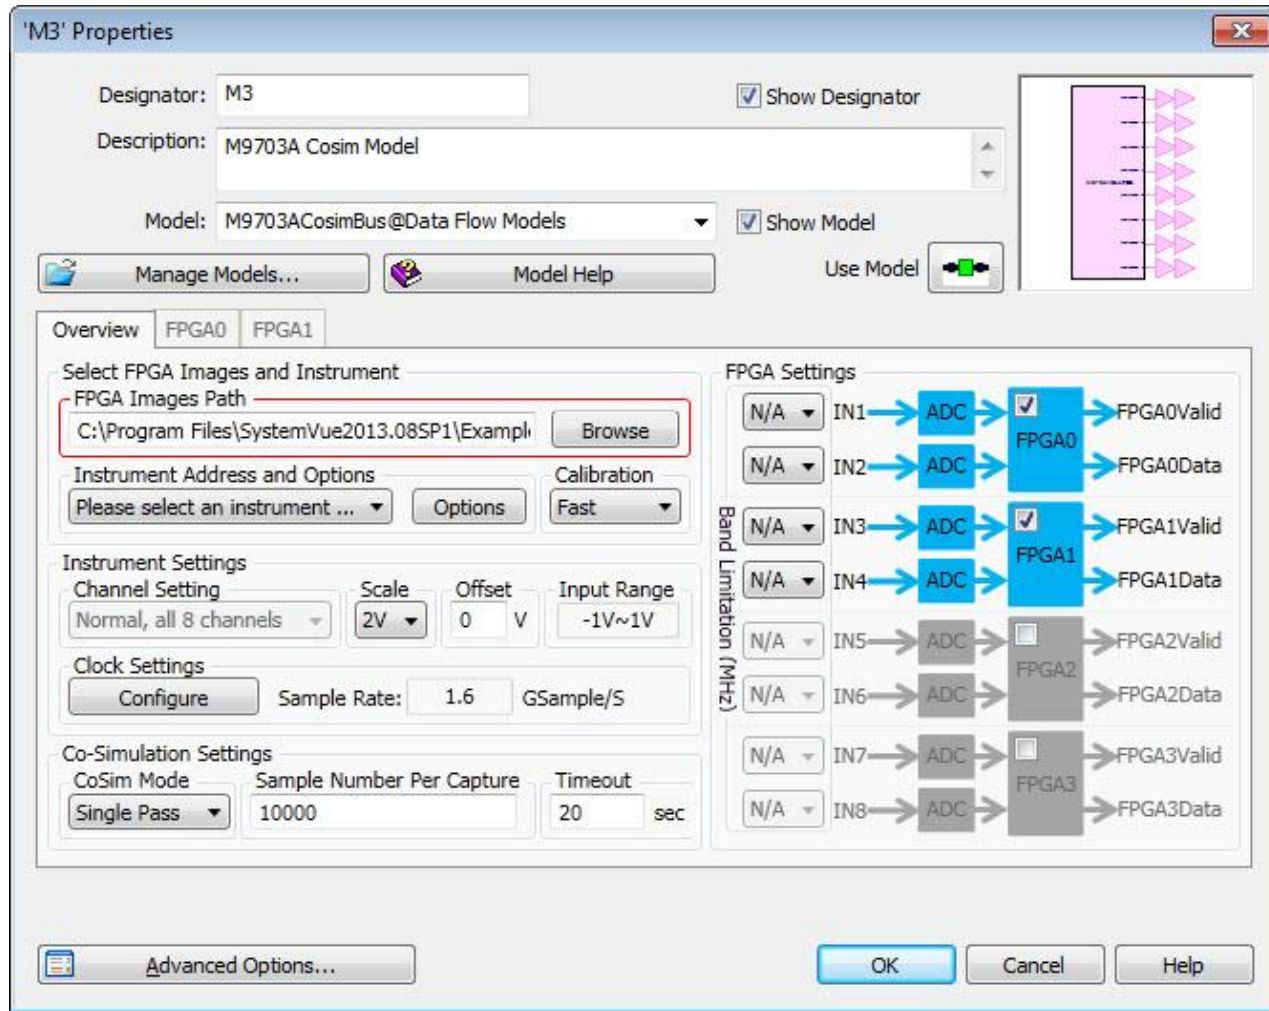 'M3' Properties
Designator: M3
Show Designator
Description: M9703A Cosim Model
Model: M9703ACosimBus@Data Flow Models
Show Model
Manage Models...
Model Help
Use Model
Overview FPGA0 FPGA1
Select FPGA Images and Instrument
FPGA Images Path
C:\Program Files\SystemVue2013.08SP1\Exampl
Browse
Instrument Address and Options
Calibration
Please select an instrument ...
Options
Fast
Instrument Settings
Channel Setting
Scale
Offset
Input Range
Normal, all 8 channels
2V
0 V
-1V~1V
Clock Settings
Configure
Sample Rate: 1.6 GSample/S
Co-Simulation Settings
CoSim Mode
Sample Number Per Capture
Timeout
Single Pass
10000
20 sec
FPGA Settings
Band Limitation (MHz)
N/A IN1 ADC FPGA0Valid
FPGA0
N/A IN2 ADC FPGA0Data
N/A IN3 ADC FPGA1Valid
FPGA1
N/A IN4 ADC FPGA1Data
N/A IN5 ADC FPGA2Valid
FPGA2
N/A IN6 ADC FPGA2Data
N/A IN7 ADC FPGA3Valid
FPGA3
N/A IN8 ADC FPGA3Data
Advanced Options...
OK
Cancel
Help